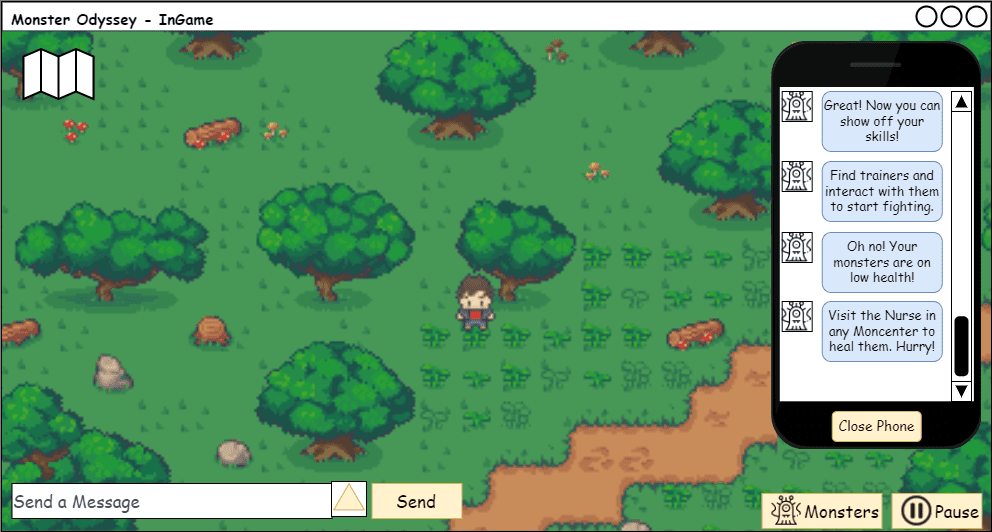 Monster Odyssey - InGame
Great! Now you can
show off your
skills!
Find trainers and
interact with them
to start fighting.
Oh no! Your
monsters are on
low health!
Visit the Nurse in
any Moncenter to
heal them. Hurry!
Close Phone
Send a Message
Send
Monsters
Pause